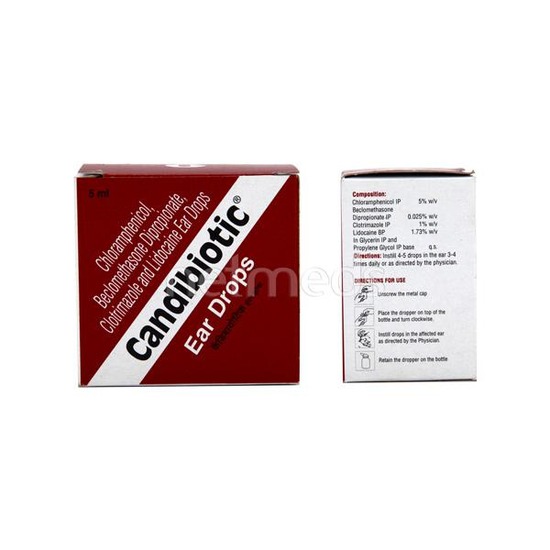 5 ml
Chloramphenicol,
Beclomethasone Dipropionate,
Clotrimazole and Lidocaine Ear Drops
Candibiotic®
Ear Drops
netmeds
Composition:
Chloramphenicol IP 5% w/v
Beclomethasone
Dipropionate IP 0.025% w/v
Clotrimazole IP 1% w/v
Lidocaine BP 1.73% w/v
In Glycerin IP and
Propylene Glycol IP base q.s.
Directions: Instill 4-5 drops in the ear 3-4
times daily or as directed by the physician.
DIRECTIONS FOR USE
Unscrew the metal cap
Place the dropper on top of the
bottle and turn clockwise.
Instill drops in the affected ear
as directed by the Physician.
Retain the dropper on the bottle